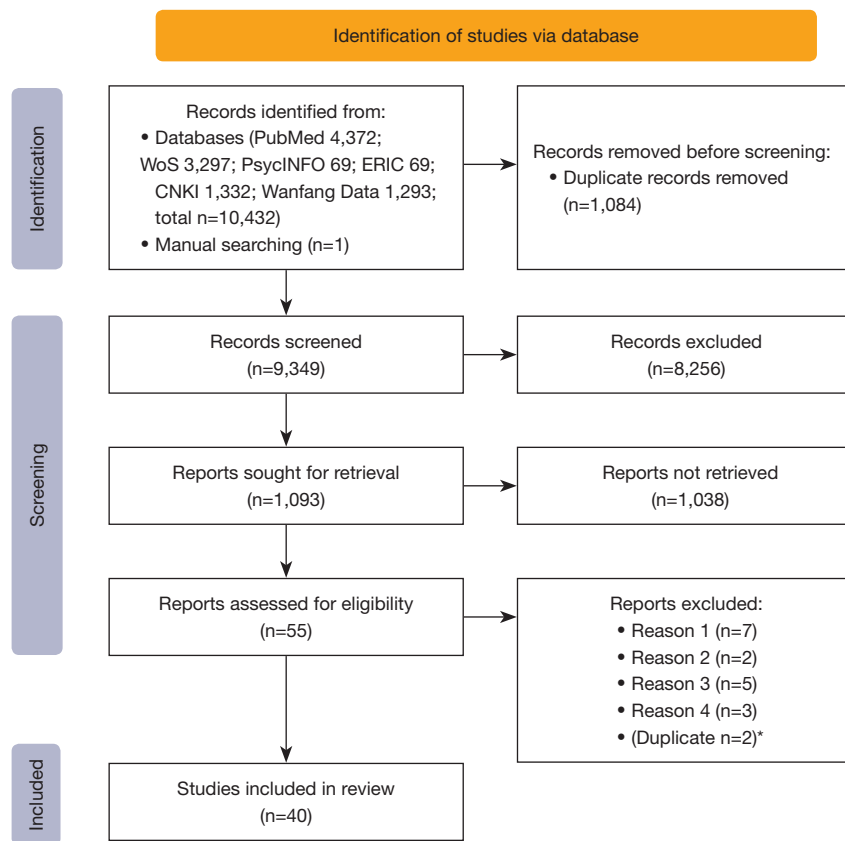 Identification of studies via database
Identification
Records identified from:
• Databases (PubMed 4,372;
WoS 3,297; PsycINFO 69; ERIC 69;
CNKI 1,332; Wanfang Data 1,293;
total n=10,432)
• Manual searching (n=1)
Records removed before screening:
• Duplicate records removed
(n=1,084)
Screening
Records screened
(n=9,349)
Records excluded
(n=8,256)
Reports sought for retrieval
(n=1,093)
Reports not retrieved
(n=1,038)
Reports assessed for eligibility
(n=55)
Reports excluded:
• Reason 1 (n=7)
• Reason 2 (n=2)
• Reason 3 (n=5)
• Reason 4 (n=3)
• (Duplicate n=2)*
Included
Studies included in review
(n=40)